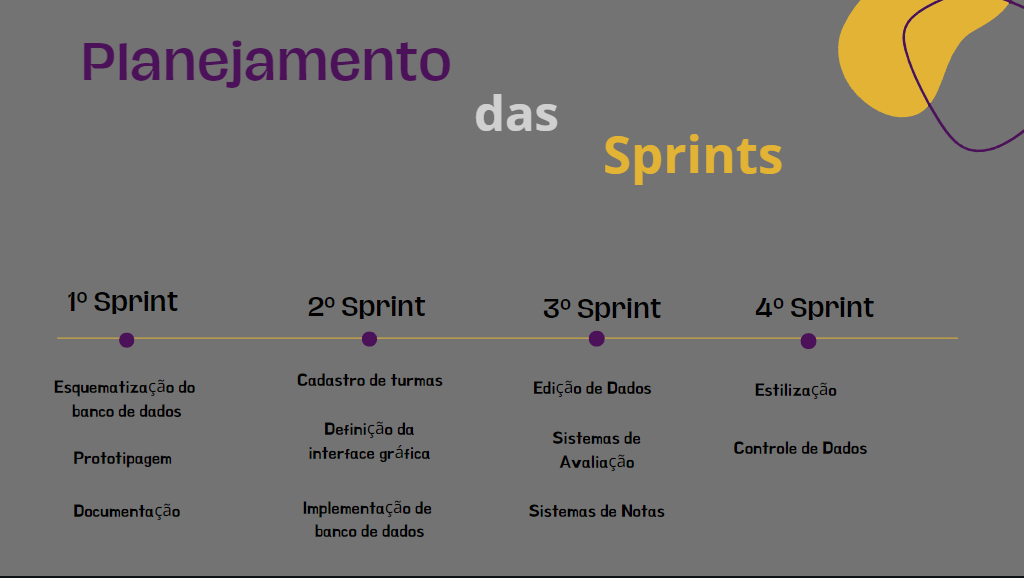 Planejamento
das
Sprints
1º Sprint
Esquematização do
banco de dados
Prototipagem
Documentação
2º Sprint
Cadastro de turmas
Definição da
interface gráfica
Implementação de
banco de dados
3º Sprint
Edição de Dados
Sistemas de
Avaliação
Sistemas de Notas
4º Sprint
Estilização
Controle de Dados